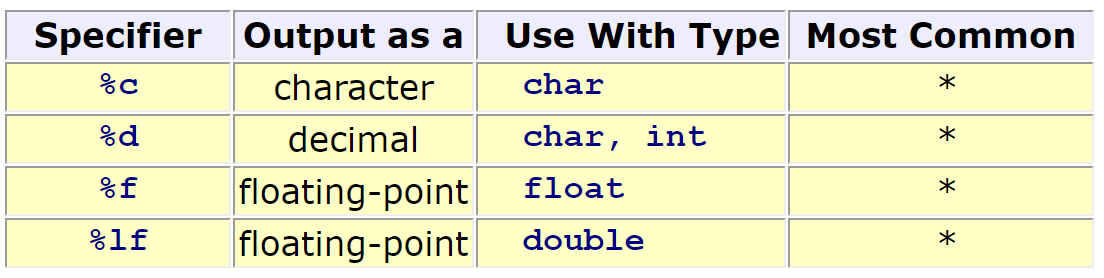 Specifier Output as a Use With Type Most Common
%c character char *
%d decimal char, int *
%f floating-point float *
%lf floating-point double *